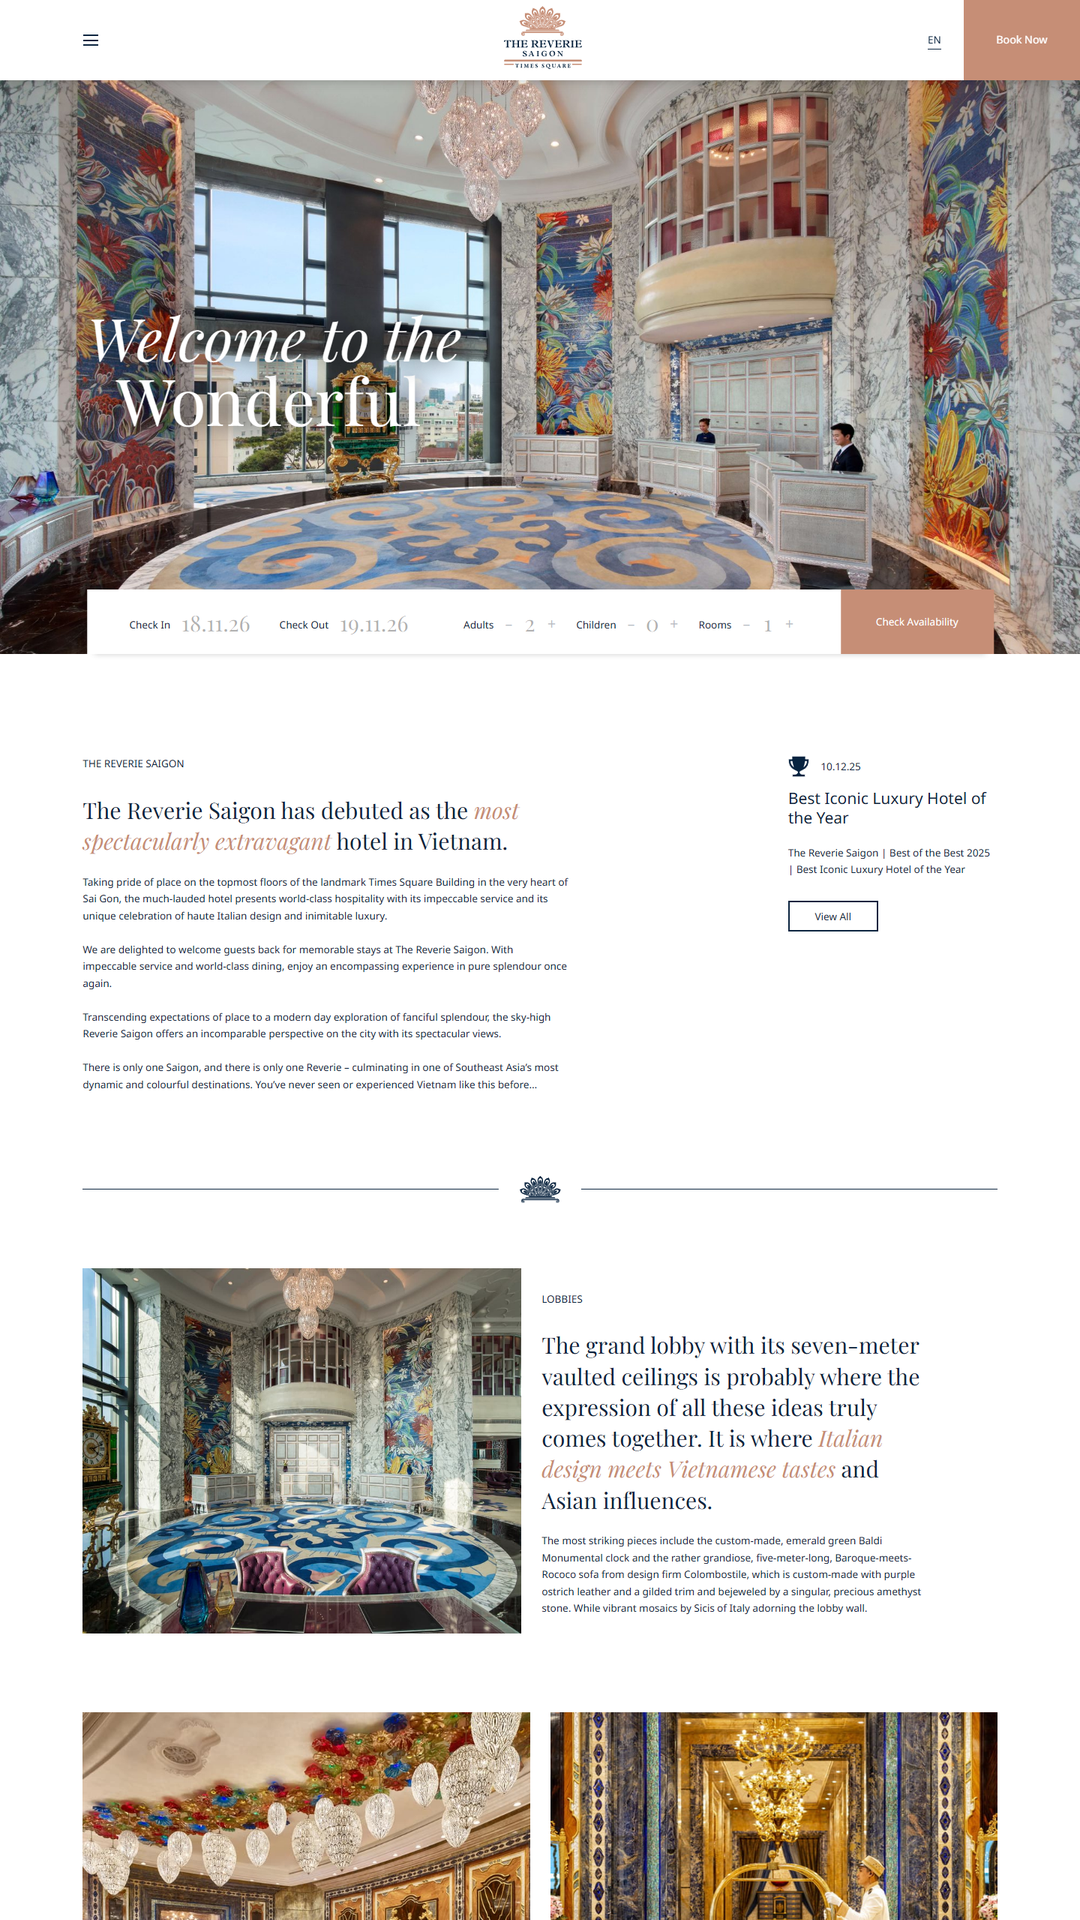 THE REVERIE
SAIGON
TIMES SQUARE
EN
Book Now
Welcome to the
Wonderful
Check In 18.11.26 Check Out 19.11.26 Adults − 2 + Children − 0 + Rooms − 1 + Check Availability
THE REVERIE SAIGON
The Reverie Saigon has debuted as the most
spectacularly extravagant hotel in Vietnam.
Taking pride of place on the topmost floors of the landmark Times Square Building in the very heart of
Sai Gon, the much-lauded hotel presents world-class hospitality with its impeccable service and its
unique celebration of haute Italian design and inimitable luxury.
We are delighted to welcome guests back for memorable stays at The Reverie Saigon. With
impeccable service and world-class dining, enjoy an encompassing experience in pure splendour once
again.
Transcending expectations of place to a modern day exploration of fanciful splendour, the sky-high
Reverie Saigon offers an incomparable perspective on the city with its spectacular views.
There is only one Saigon, and there is only one Reverie – culminating in one of Southeast Asia's most
dynamic and colourful destinations. You've never seen or experienced Vietnam like this before...
10.12.25
Best Iconic Luxury Hotel of
the Year
The Reverie Saigon | Best of the Best 2025
| Best Iconic Luxury Hotel of the Year
View All
LOBBIES
The grand lobby with its seven-meter
vaulted ceilings is probably where the
expression of all these ideas truly
comes together. It is where Italian
design meets Vietnamese tastes and
Asian influences.
The most striking pieces include the custom-made, emerald green Baldi
Monumental clock and the rather grandiose, five-meter-long, Baroque-meets-
Rococo sofa from design firm Colombostile, which is custom-made with purple
ostrich leather and a gilded trim and bejeweled by a singular, precious amethyst
stone. While vibrant mosaics by Sicis of Italy adorning the lobby wall.